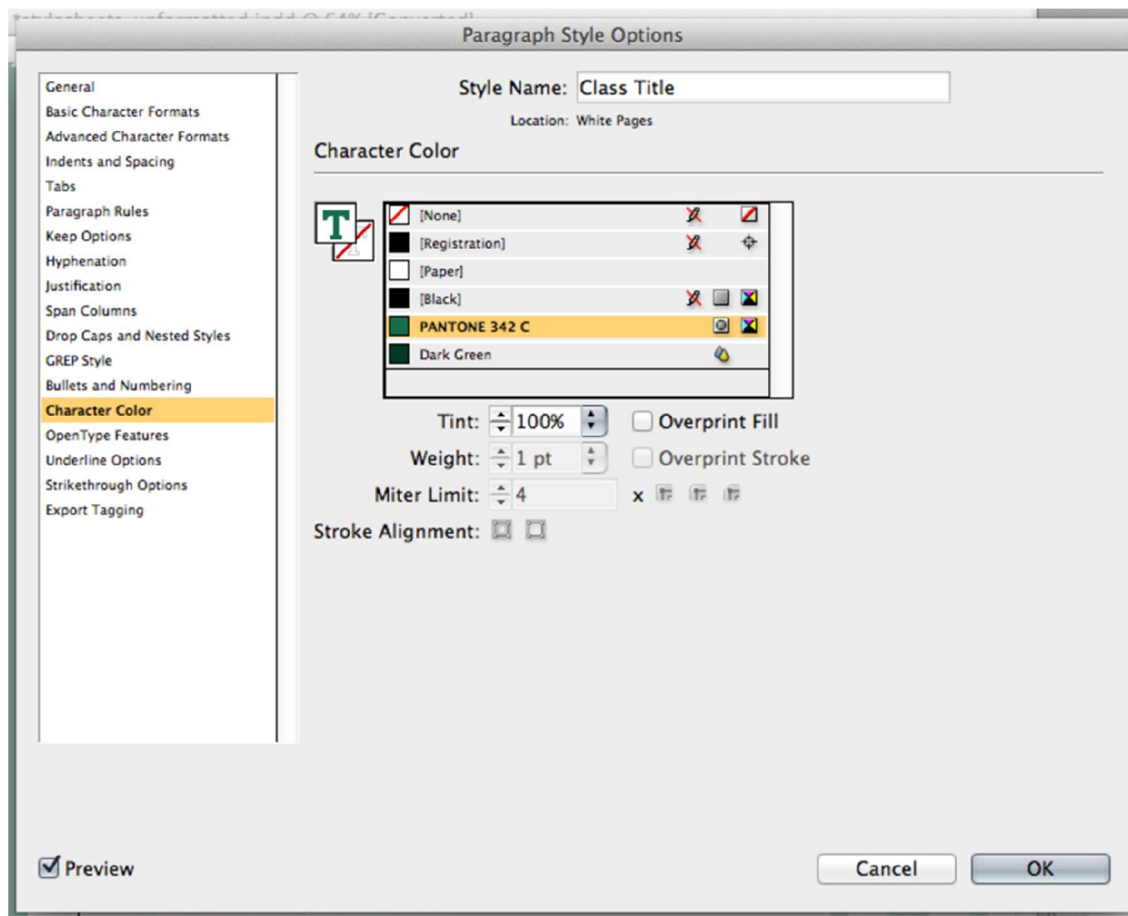 *stylesheets_unformatted.indd @ 64% [Converted]
Paragraph Style Options
General
Basic Character Formats
Advanced Character Formats
Indents and Spacing
Tabs
Paragraph Rules
Keep Options
Hyphenation
Justification
Span Columns
Drop Caps and Nested Styles
GREP Style
Bullets and Numbering
Character Color
OpenType Features
Underline Options
Strikethrough Options
Export Tagging
Style Name: Class Title
Location: White Pages
Character Color
T
[None]
[Registration]
[Paper]
[Black]
PANTONE 342 C
Dark Green
Tint: 100% Overprint Fill
Weight: 1 pt Overprint Stroke
Miter Limit: 4 x
Stroke Alignment:
Preview
Cancel OK